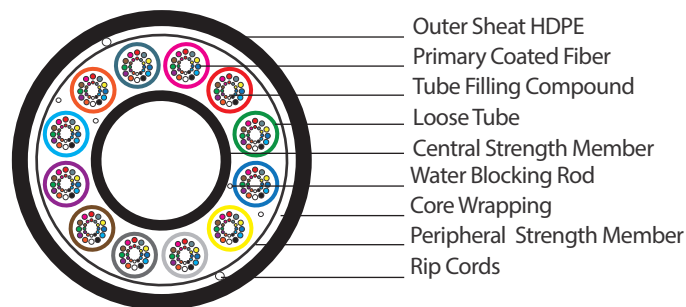 Outer Sheat HDPE
Primary Coated Fiber
Tube Filling Compound
Loose Tube
Central Strength Member
Water Blocking Rod
Core Wrapping
Peripheral Strength Member
Rip Cords